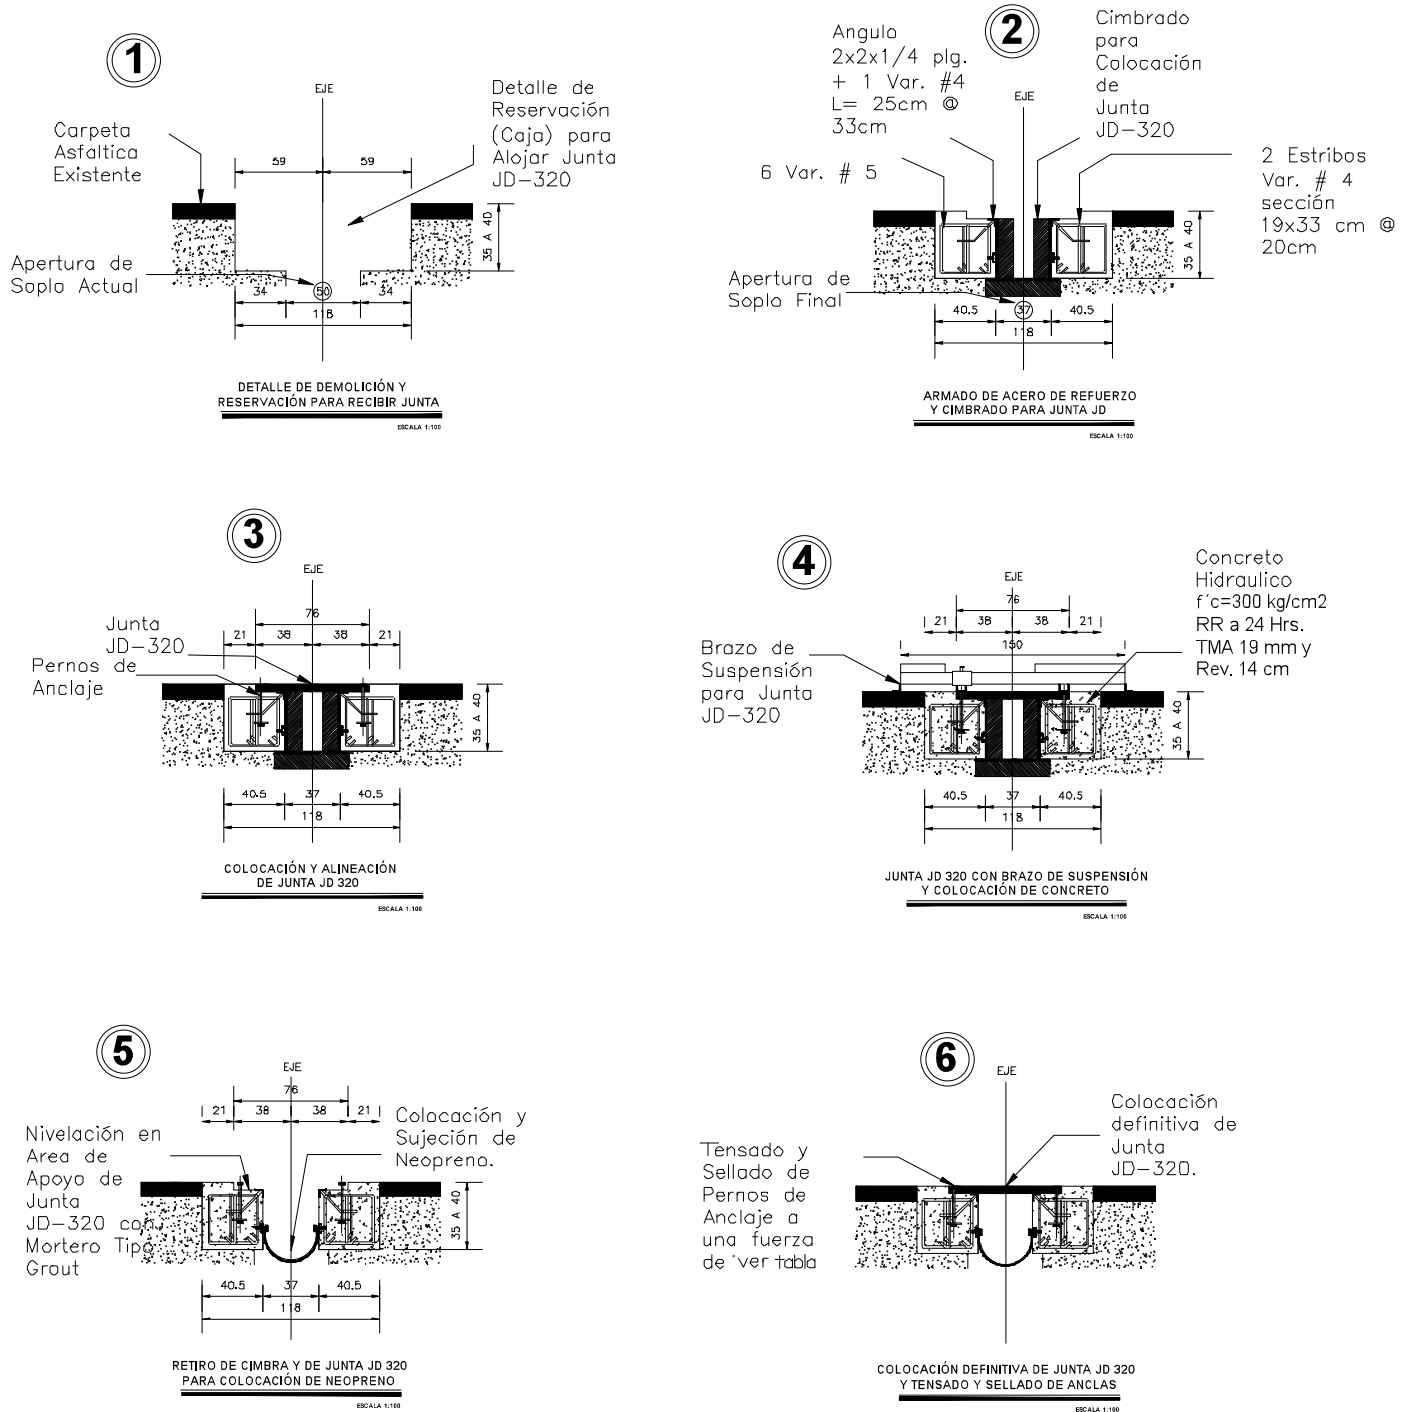 1
EJE
Carpeta
Asfaltica
Existente
Detalle de
Reservación
(Caja) para
Alojar Junta
JD-320
59
59
35 A 40
Apertura de
Soplo Actual
34
50
34
118
DETALLE DE DEMOLICIÓN Y
RESERVACIÓN PARA RECIBIR JUNTA
ESCALA 1:100
2
Angulo
2x2x1/4 plg.
+ 1 Var. #4
L= 25cm @
33cm
EJE
Cimbrado
para
Colocación
de
Junta
JD-320
6 Var. # 5
2 Estribos
Var. # 4
sección
19x33 cm @
20cm
35 A 40
Apertura de
Soplo Final
40.5
37
40.5
118
ARMADO DE ACERO DE REFUERZO
Y CIMBRADO PARA JUNTA JD
ESCALA 1:100
3
EJE
76
21
38
38
21
Junta
JD-320
Pernos de
Anclaje
35 A 40
40.5
37
40.5
118
COLOCACIÓN Y ALINEACIÓN
DE JUNTA JD 320
ESCALA 1:100
4
EJE
76
21
38
38
21
150
Concreto
Hidraulico
f´c=300 kg/cm2
RR a 24 Hrs.
TMA 19 mm y
Rev. 14 cm
Brazo de
Suspensión
para Junta
JD-320
35 A 40
40.5
37
40.5
118
JUNTA JD 320 CON BRAZO DE SUSPENSIÓN
Y COLOCACIÓN DE CONCRETO
ESCALA 1:100
5
EJE
76
21
38
38
21
Nivelación en
Area de
Apoyo de
Junta
JD-320 con
Mortero Tipo
Grout
Colocación y
Sujeción de
Neopreno.
35 A 40
40.5
37
40.5
118
RETIRO DE CIMBRA Y DE JUNTA JD 320
PARA COLOCACIÓN DE NEOPRENO
ESCALA 1:100
6
EJE
Tensado y
Sellado de
Pernos de
Anclaje a
una fuerza
de ver tabla
Colocación
definitiva de
Junta
JD-320.
COLOCACIÓN DEFINITIVA DE JUNTA JD 320
Y TENSADO Y SELLADO DE ANCLAS
ESCALA 1:100